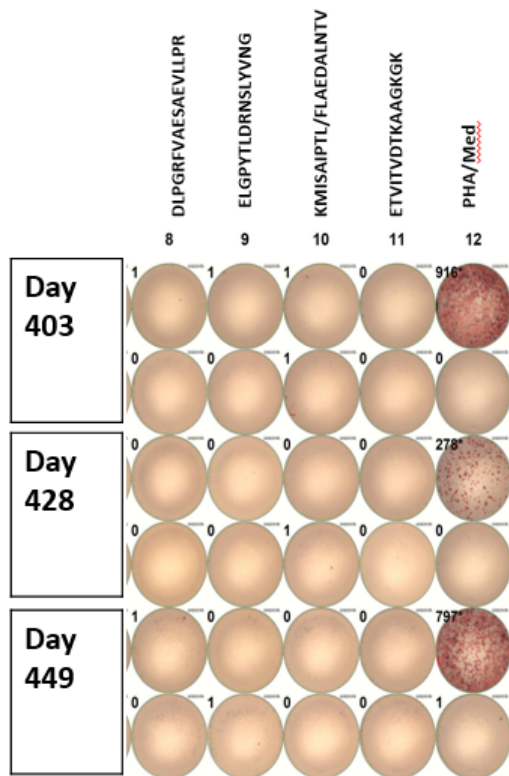 DLPGRFVAESAEVLLPR
ELGPYTLDRNSLYVNG
KMISAIPTL/FLAEDALNTV
ETVITVDTKAAGKGK
PHA/Med
8 9 10 11 12
Day
403
1 1 1 0 916*
0 0 1 0 0
Day
428
0 0 0 0 278*
0 0 1 0 0
Day
449
1 0 0 0 797*
0 1 0 0 1